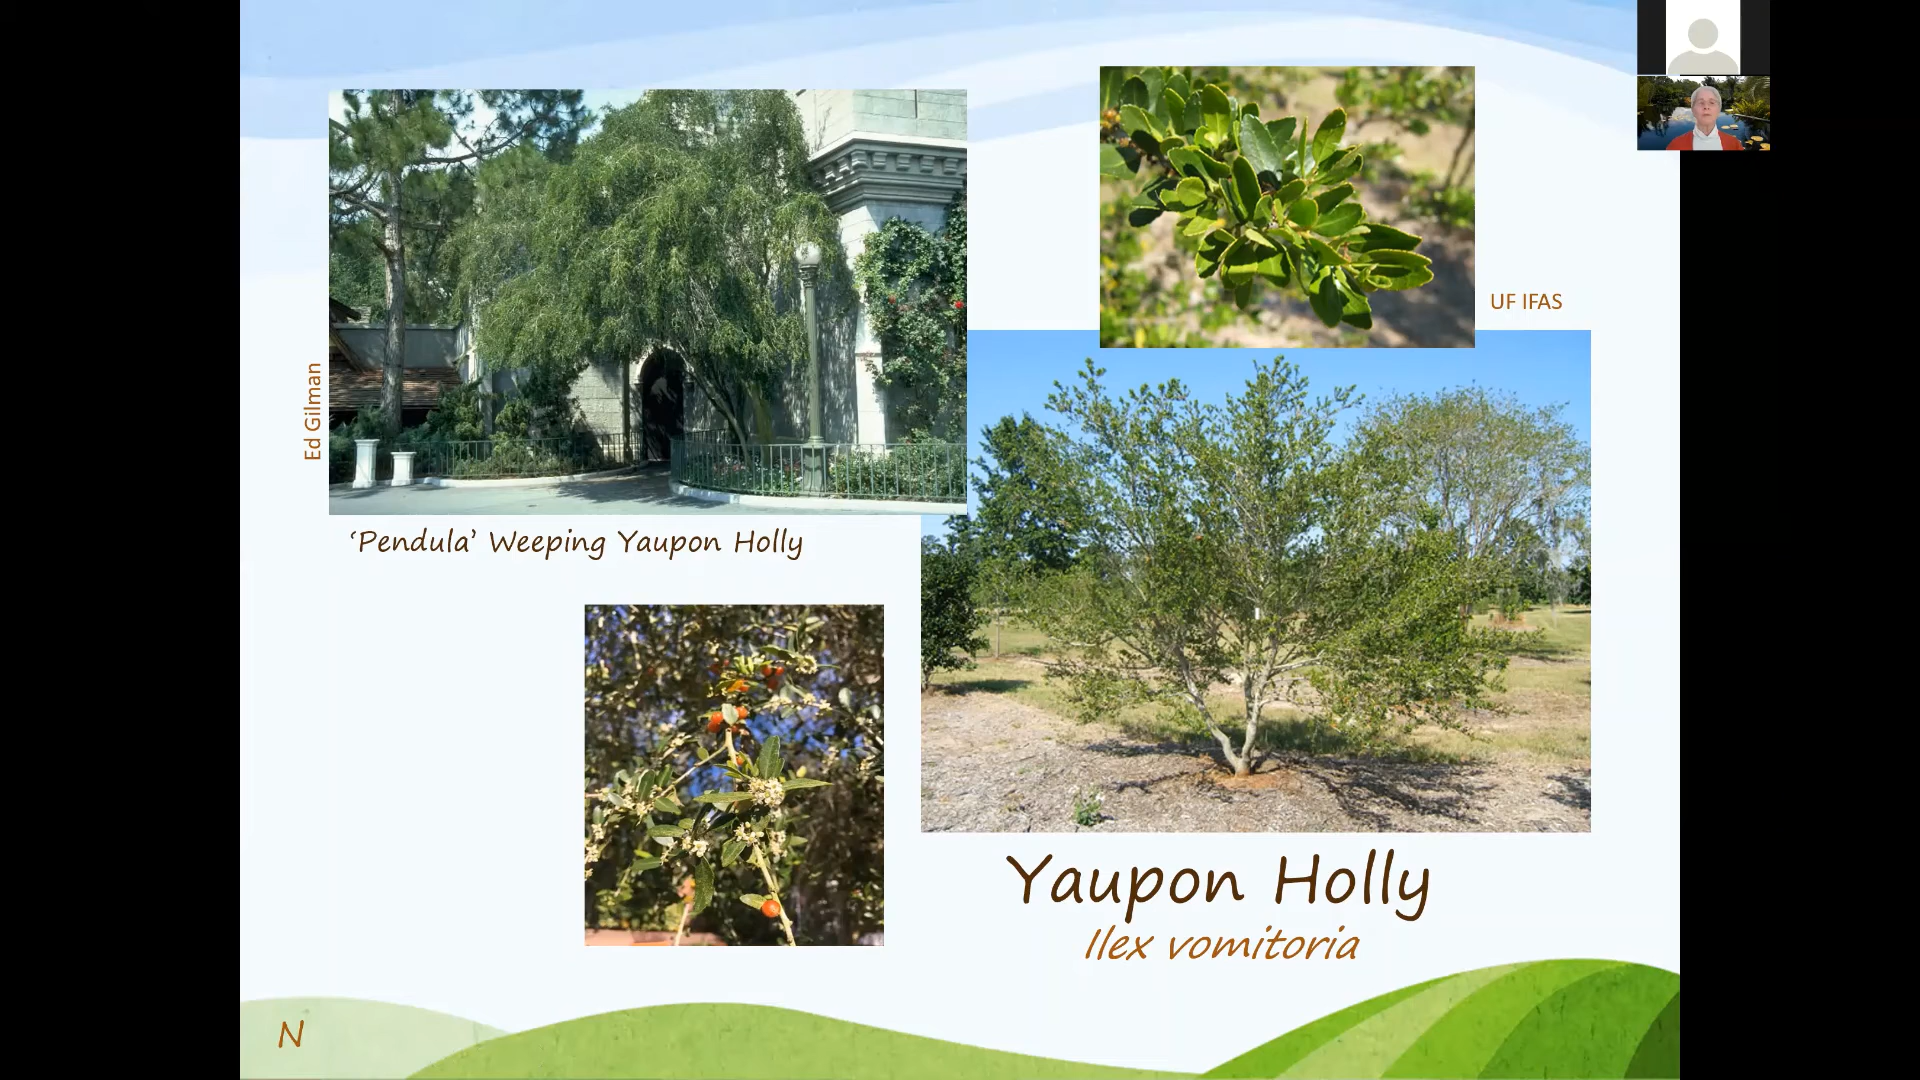 UF IFAS
Ed Gilman
‘Pendula’ Weeping Yaupon Holly
Yaupon Holly
Ilex vomitoria
N